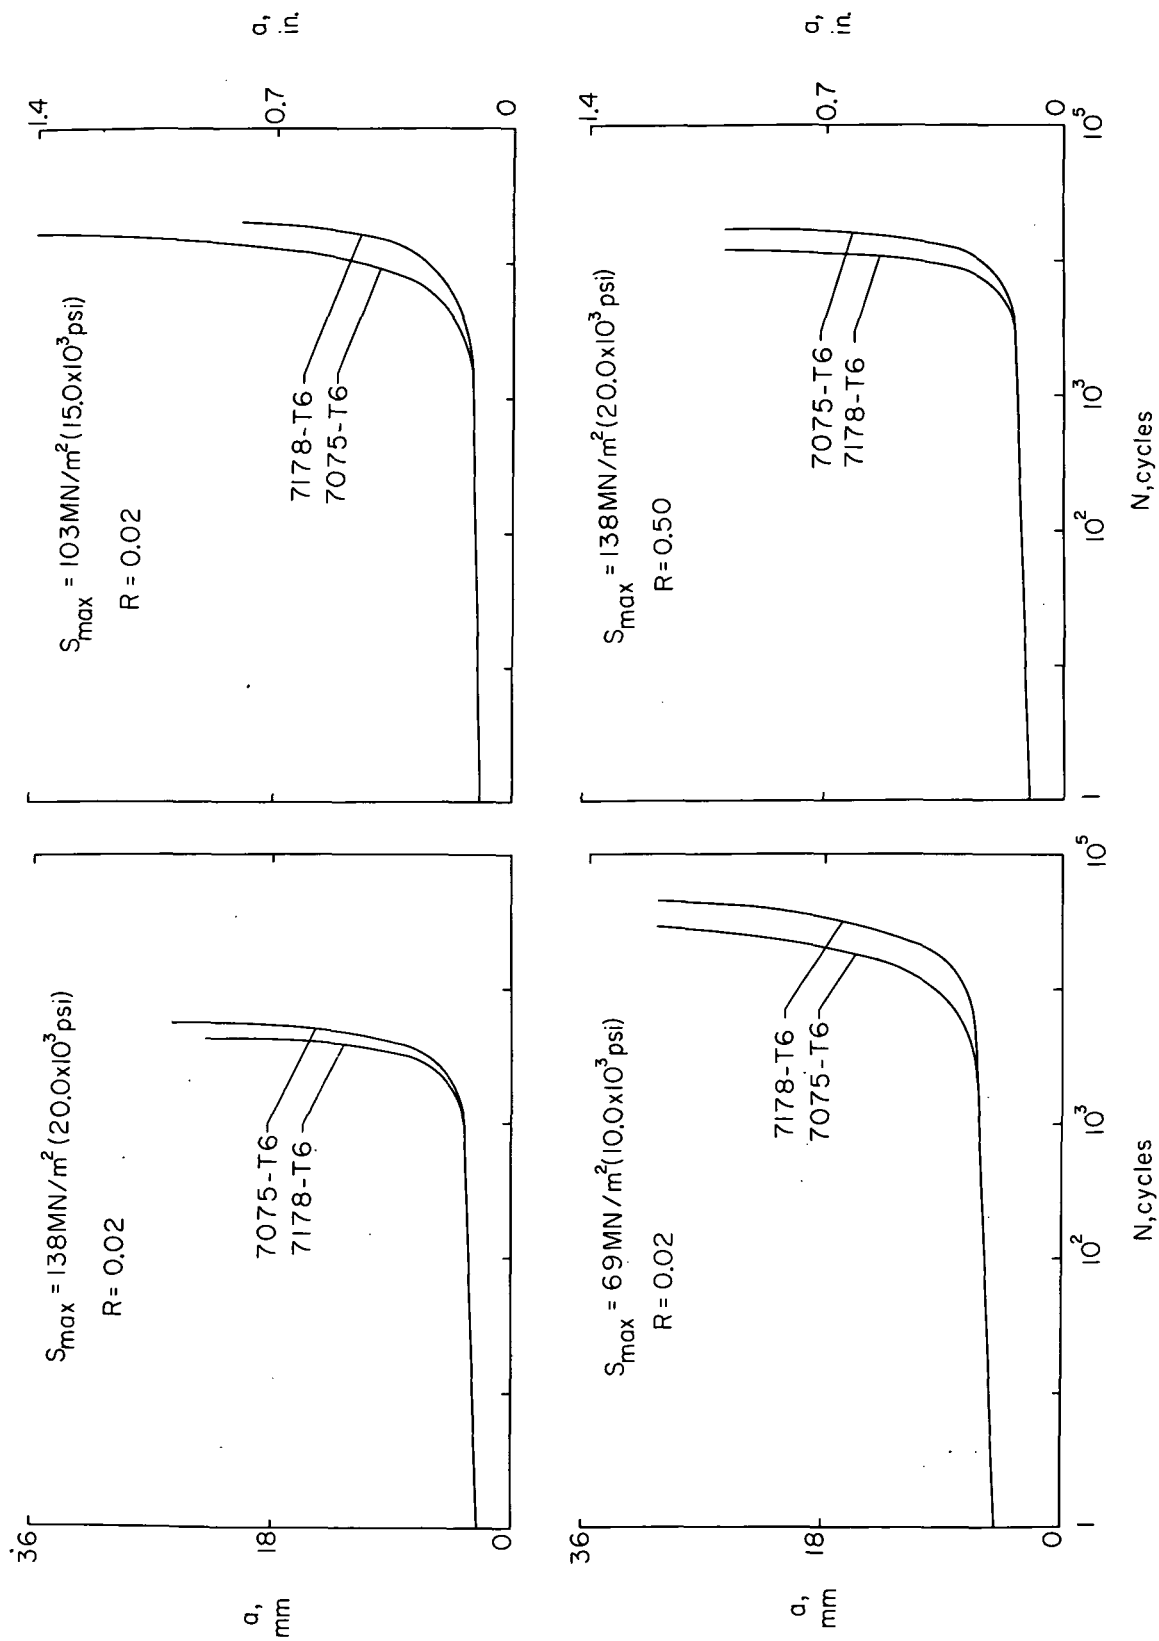 36
18
0
a,
mm
S_max = 138MN/m² (20.0x10³psi)
R = 0.02
7075-T6
7178-T6
S_max = 103MN/m² (15.0x10³psi)
R = 0.02
7178-T6
7075-T6
1.4
0.7
0
a,
in.
36
18
0
a,
mm
S_max = 69MN/m² (10.0x10³psi)
R = 0.02
7178-T6
7075-T6
1
10²
10³
10⁵
N,cycles
S_max = 138MN/m² (20.0x10³psi)
R = 0.50
7075-T6
7178-T6
1.4
0.7
0
a,
in.
1
10²
10³
10⁵
N,cycles